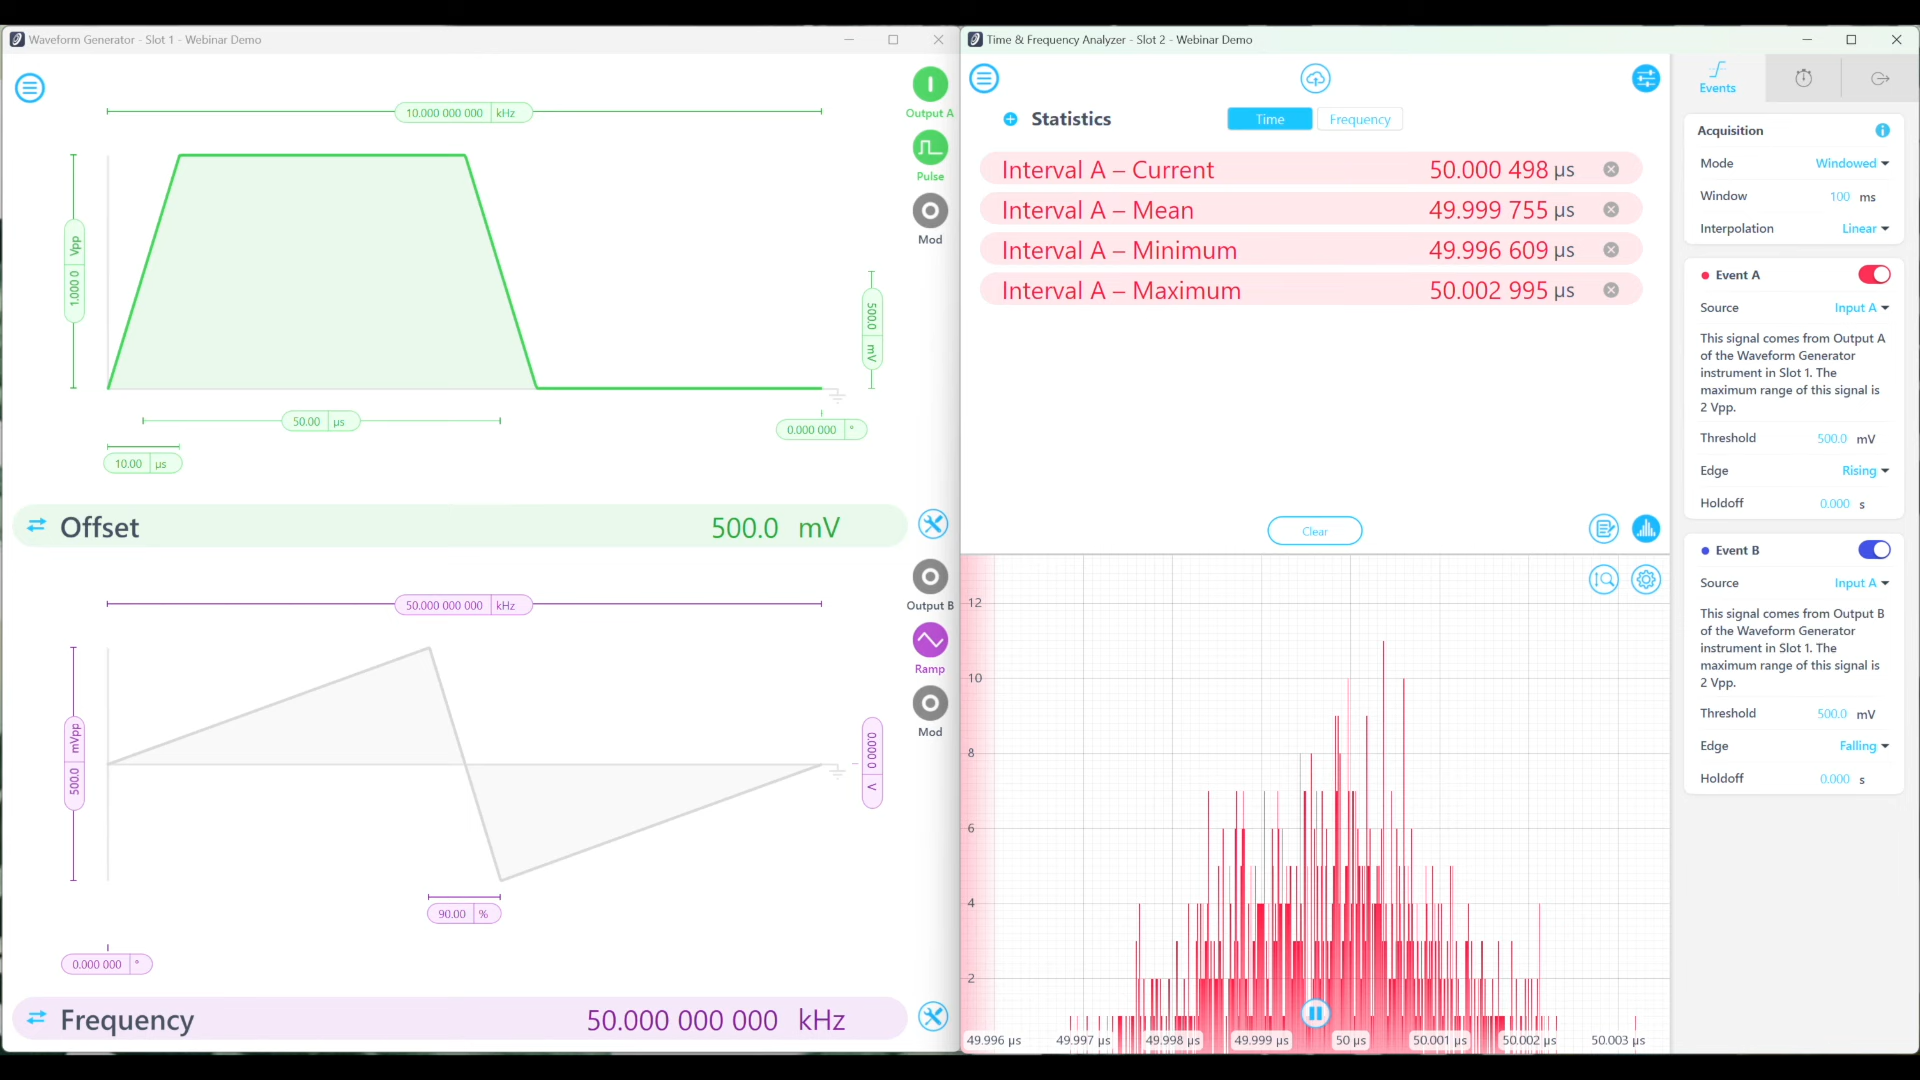 Waveform Generator - Slot 1 - Webinar Demo
10.000 000 000 kHz
Output A
Pulse
Mod
1.000 0 Vpp
500.0 mV
50.00 µs
0.000 000 °
10.00 µs
Offset 500.0 mV
50.000 000 000 kHz
Output B
Ramp
Mod
500.0 mVpp
0.000 0 V
90.00 %
0.000 000 °
Frequency 50.000 000 000 kHz
Time & Frequency Analyzer - Slot 2 - Webinar Demo
Statistics Time Frequency
Interval A – Current 50.000 498 µs
Interval A – Mean 49.999 755 µs
Interval A – Minimum 49.996 609 µs
Interval A – Maximum 50.002 995 µs
Clear
12
10
8
6
4
2
49.996 µs 49.997 µs 49.998 µs 49.999 µs 50 µs 50.001 µs 50.002 µs 50.003 µs
Events
Acquisition
Mode Windowed
Window 100 ms
Interpolation Linear
Event A
Source Input A
This signal comes from Output A
of the Waveform Generator
instrument in Slot 1. The
maximum range of this signal is
2 Vpp.
Threshold 500.0 mV
Edge Rising
Holdoff 0.000 s
Event B
Source Input A
This signal comes from Output B
of the Waveform Generator
instrument in Slot 1. The
maximum range of this signal is
2 Vpp.
Threshold 500.0 mV
Edge Falling
Holdoff 0.000 s